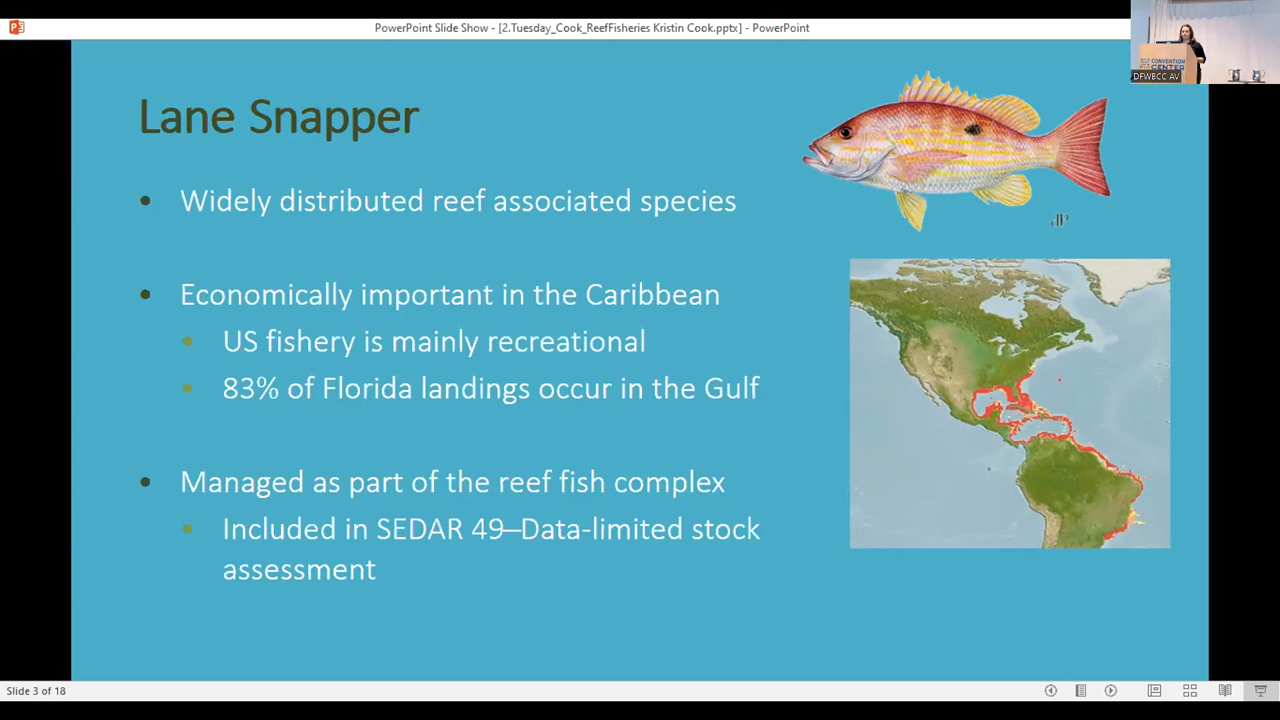 PowerPoint Slide Show - [2.Tuesday_Cook_ReefFisheries Kristin Cook.pptx] - PowerPoint
CONVENTION
CENTER
DFWBCC AV
Lane Snapper
• Widely distributed reef associated species
• Economically important in the Caribbean
▪ US fishery is mainly recreational
▪ 83% of Florida landings occur in the Gulf
• Managed as part of the reef fish complex
▪ Included in SEDAR 49–Data-limited stock
assessment
Slide 3 of 18